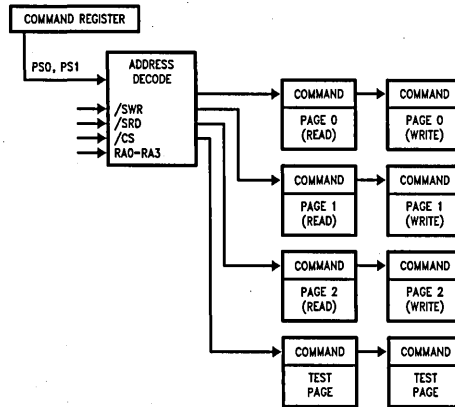 COMMAND REGISTER
PS0, PS1
ADDRESS
DECODE
/SWR
/SRD
/CS
RA0-RA3
COMMAND
PAGE 0
(READ)
COMMAND
PAGE 0
(WRITE)
COMMAND
PAGE 1
(READ)
COMMAND
PAGE 1
(WRITE)
COMMAND
PAGE 2
(READ)
COMMAND
PAGE 2
(WRITE)
COMMAND
TEST
PAGE
COMMAND
TEST
PAGE